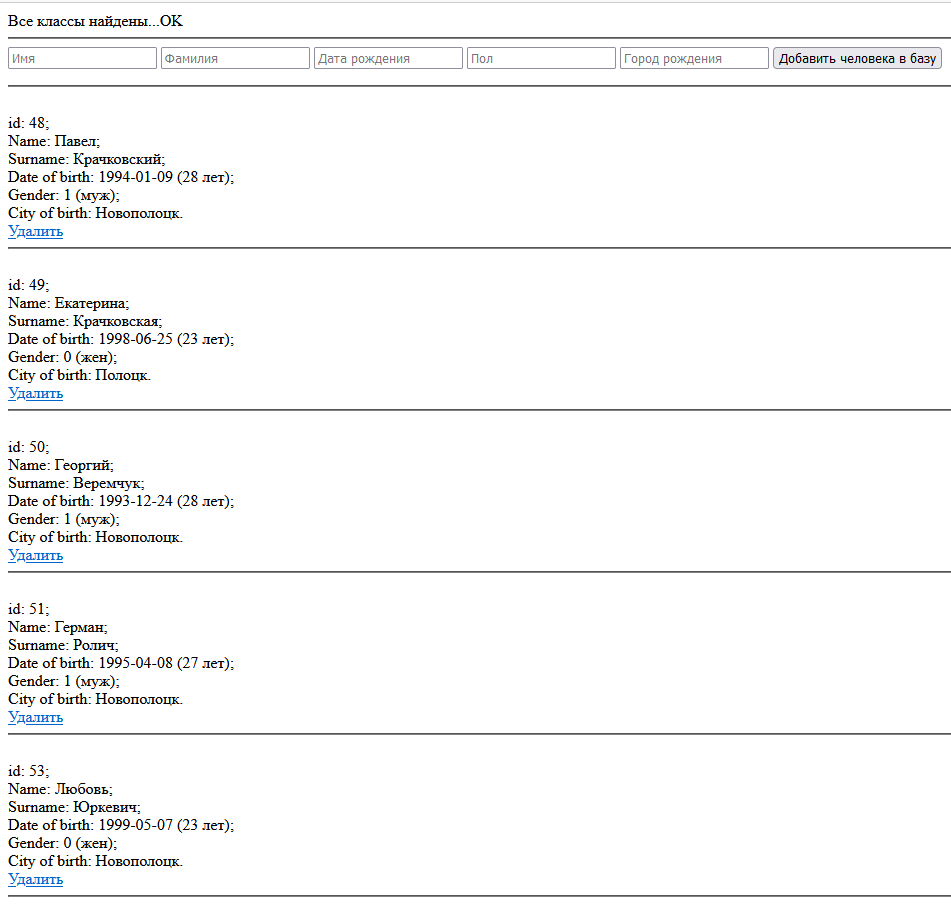 Все классы найдены...OK
Имя Фамилия Дата рождения Пол Город рождения Добавить человека в базу
id: 48;
Name: Павел;
Surname: Крачковский;
Date of birth: 1994-01-09 (28 лет);
Gender: 1 (муж);
City of birth: Новополоцк.
Удалить
id: 49;
Name: Екатерина;
Surname: Крачковская;
Date of birth: 1998-06-25 (23 лет);
Gender: 0 (жен);
City of birth: Полоцк.
Удалить
id: 50;
Name: Георгий;
Surname: Веремчук;
Date of birth: 1993-12-24 (28 лет);
Gender: 1 (муж);
City of birth: Новополоцк.
Удалить
id: 51;
Name: Герман;
Surname: Ролич;
Date of birth: 1995-04-08 (27 лет);
Gender: 1 (муж);
City of birth: Новополоцк.
Удалить
id: 53;
Name: Любовь;
Surname: Юркевич;
Date of birth: 1999-05-07 (23 лет);
Gender: 0 (жен);
City of birth: Новополоцк.
Удалить